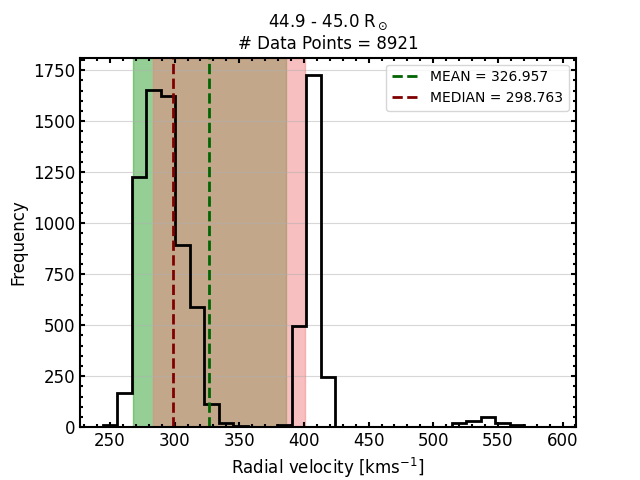 44.9 - 45.0 R⊙
# Data Points = 8921
MEAN = 326.957
MEDIAN = 298.763
1750
1500
1250
1000
750
500
250
0
Frequency
250 300 350 400 450 500 550 600
Radial velocity [kms⁻¹]